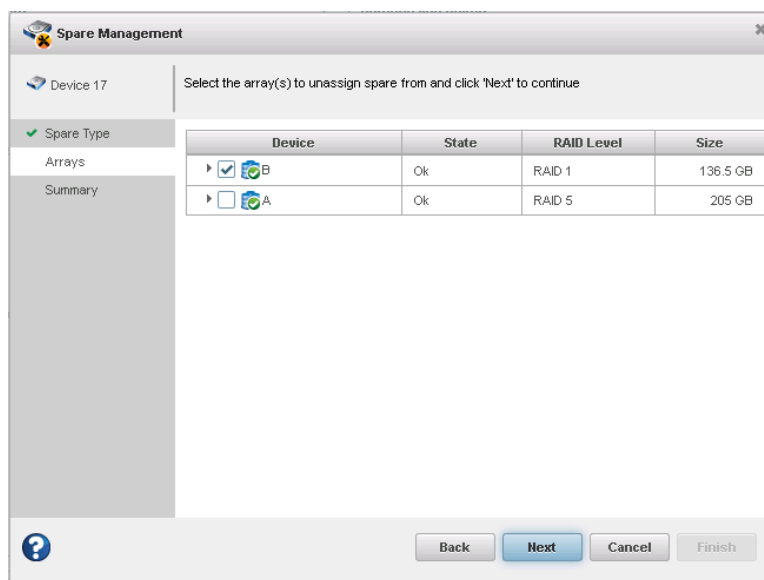 Spare Management
Device 17
Select the array(s) to unassign spare from and click 'Next' to continue
Spare Type
Arrays
Summary
Device State RAID Level Size
B Ok RAID 1 136.5 GB
A Ok RAID 5 205 GB
Back Next Cancel Finish